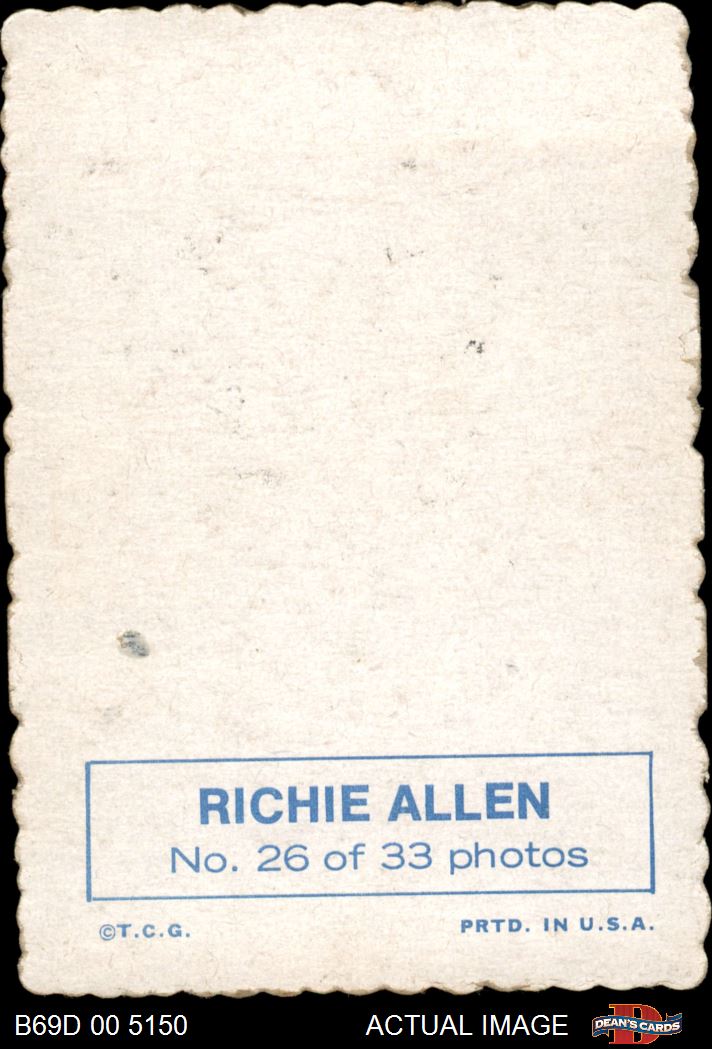 RICHIE ALLEN
No. 26 of 33 photos
©T.C.G. PRTD. IN U.S.A.
B69D 00 5150 ACTUAL IMAGE DEAN'S CARDS